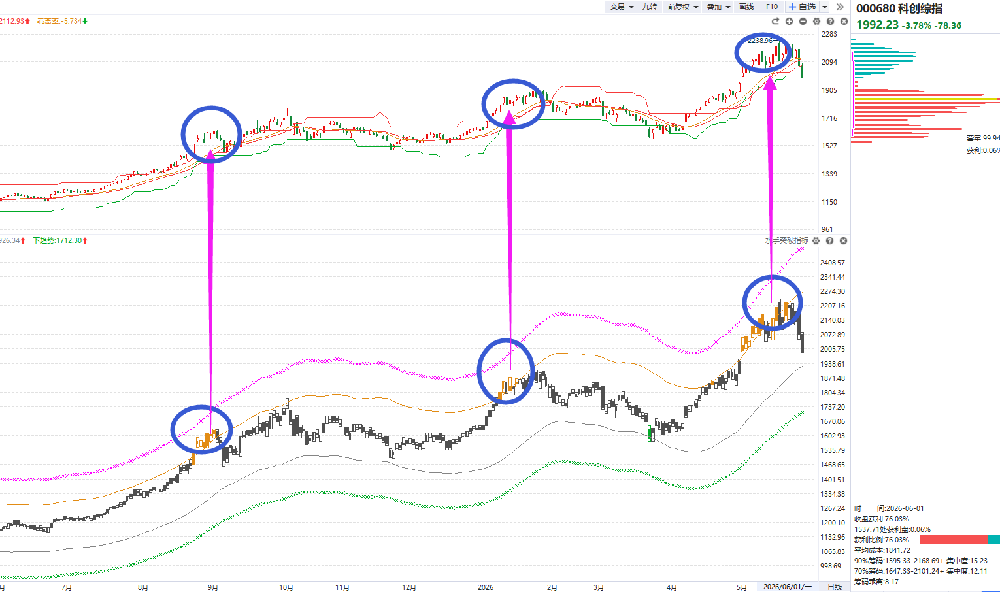 交易 九转 前复权 叠加 画线 F10 +自选
000680 科创综指
1992.23 -3.78% -78.36
2112.93 乖离率:-5.734
2283
2238.96
2094
1905
1716
1527
1339
1150
961
套牢:99.94
获利:0.06%
926.34 下趋势:1712.30
水手突破指标
2408.57
2341.44
2274.30
2207.16
2140.03
2072.89
2005.75
1938.61
1871.48
1804.34
1737.20
1670.06
1602.93
1535.79
1468.65
1401.51
1334.38
1267.24
1200.10
1132.96
1065.83
998.69
时 间:2026-06-01
收盘获利:76.03%
1537.71处获利盘:0.06%
获利比例:76.03%
平均成本:1841.72
90%筹码:1595.33-2168.69+ 集中度:15.23
70%筹码:1647.33-2101.24+ 集中度:12.11
筹码乖离:8.17
月 7月 8月 9月 10月 11月 12月 2026 2月 3月 4月 5月 2026/06/01/一 日线